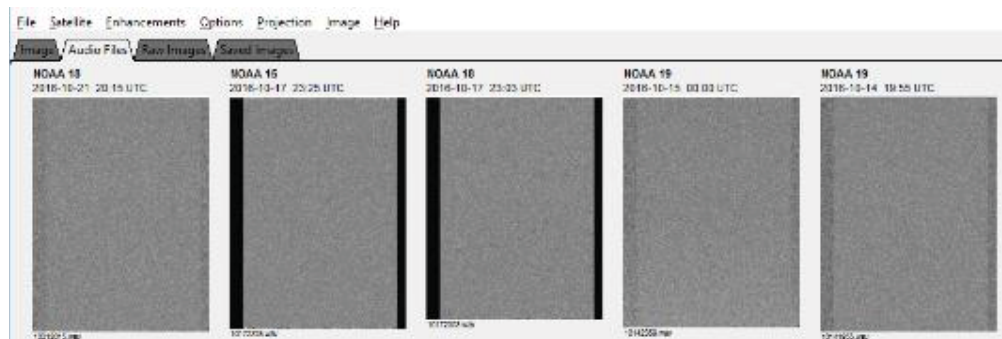 File Satellite Enhancements Options Projection Image Help
Image Audio Files Raw Images Saved Images
NOAA 18
2016-10-21 20:15 UTC
NOAA 15
2016-10-17 23:25 UTC
NOAA 18
2016-10-17 23:03 UTC
NOAA 19
2016-10-15 00:00 UTC
NOAA 19
2016-10-14 19:55 UTC